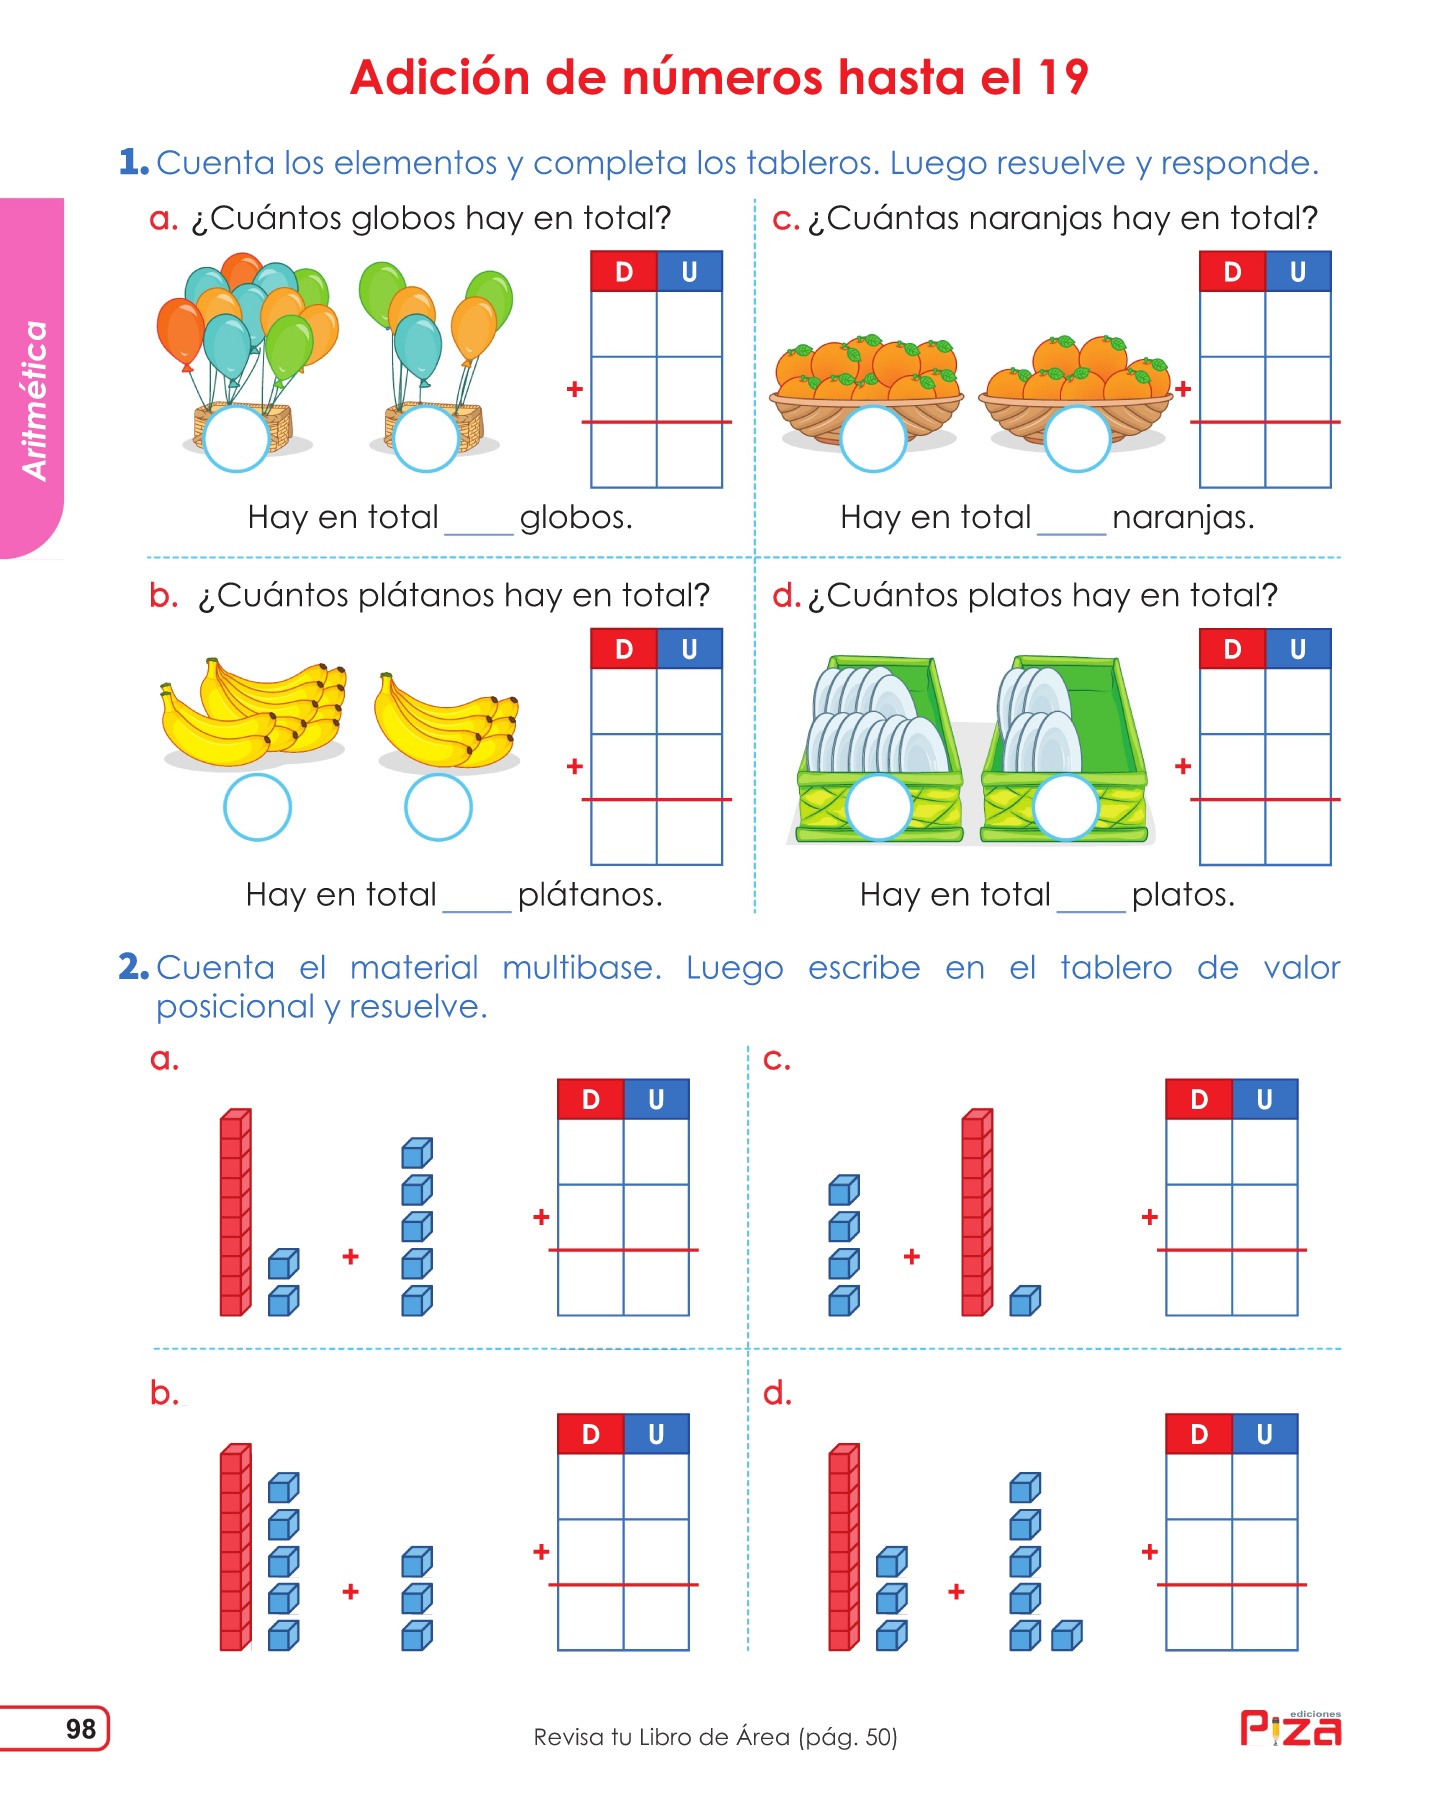 Adición de números hasta el 19
1. Cuenta los elementos y completa los tableros. Luego resuelve y responde.
Aritmética
a. ¿Cuántos globos hay en total?
D U
+
Hay en total ____ globos.
c. ¿Cuántas naranjas hay en total?
D U
+
Hay en total ____ naranjas.
b. ¿Cuántos plátanos hay en total?
D U
+
Hay en total ____ plátanos.
d. ¿Cuántos platos hay en total?
D U
+
Hay en total ____ platos.
2. Cuenta el material multibase. Luego escribe en el tablero de valor
posicional y resuelve.
a.
+
D U
+
c.
+
D U
+
b.
+
D U
+
d.
+
D U
+
98
Revisa tu Libro de Área (pág. 50)
ediciones
Piza